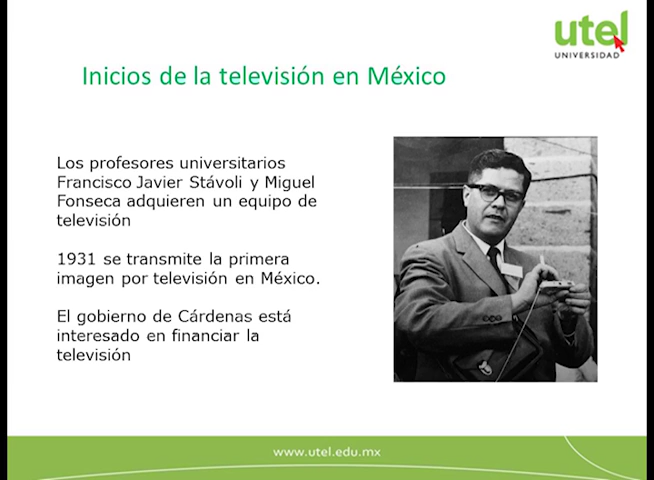 utel
UNIVERSIDAD
Inicios de la televisión en México
Los profesores universitarios
Francisco Javier Stávoli y Miguel
Fonseca adquieren un equipo de
televisión
1931 se transmite la primera
imagen por televisión en México.
El gobierno de Cárdenas está
interesado en financiar la
televisión
www.utel.edu.mx